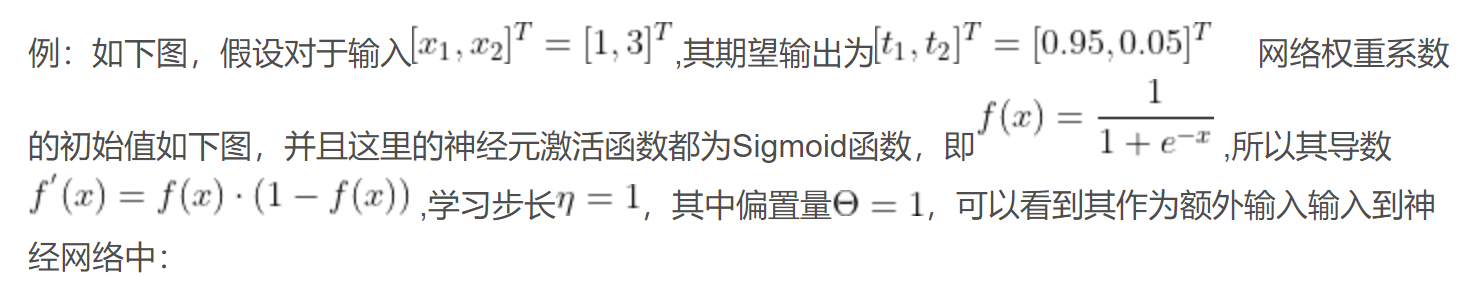 例：如下图，假设对于输入$[x_1, x_2]^T = [1, 3]^T$,其期望输出为$[t_1, t_2]^T = [0.95, 0.05]^T$ 网络权重系数
的初始值如下图，并且这里的神经元激活函数都为Sigmoid函数，即$f(x) = \frac{1}{1 + e^{-x}}$,所以其导数
$f'(x) = f(x) \cdot (1 - f(x))$ ,学习步长$\eta = 1$，其中偏置量$\Theta = 1$，可以看到其作为额外输入输入到神
经网络中：